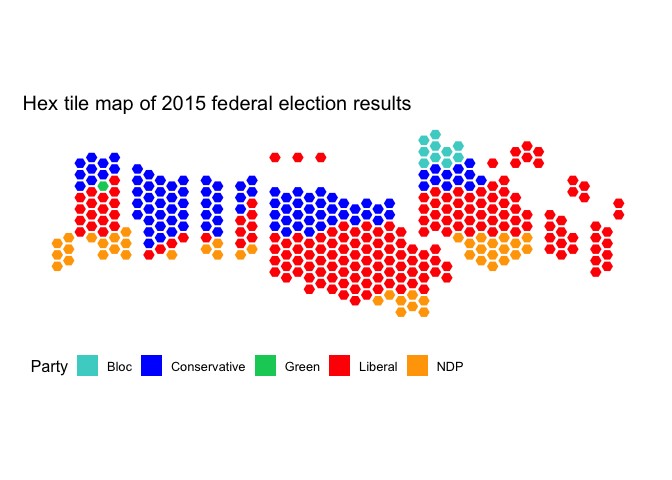 Hex tile map of 2015 federal election results
Party Bloc Conservative Green Liberal NDP